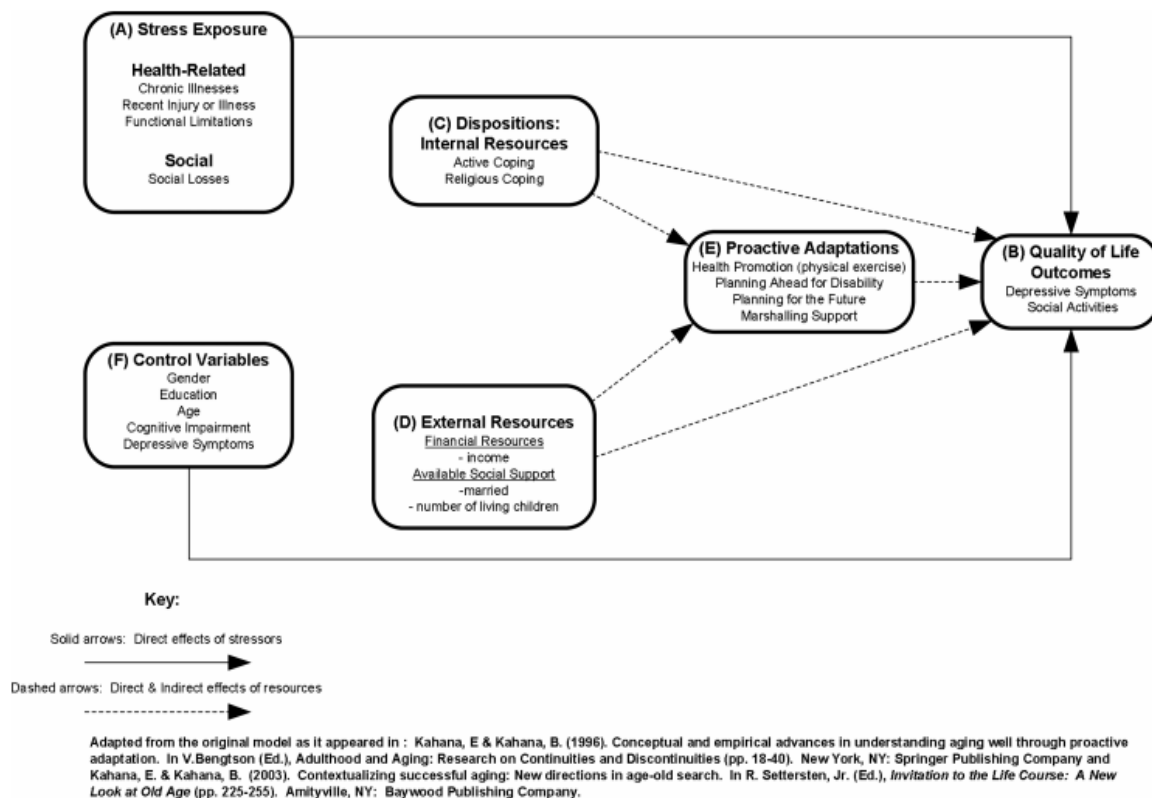 (A) Stress Exposure
Health-Related
Chronic Illnesses
Recent Injury or Illness
Functional Limitations
Social
Social Losses
(C) Dispositions:
Internal Resources
Active Coping
Religious Coping
(E) Proactive Adaptations
Health Promotion (physical exercise)
Planning Ahead for Disability
Planning for the Future
Marshalling Support
(B) Quality of Life
Outcomes
Depressive Symptoms
Social Activities
(F) Control Variables
Gender
Education
Age
Cognitive Impairment
Depressive Symptoms
(D) External Resources
Financial Resources
- income
Available Social Support
-married
- number of living children
Key:
Solid arrows: Direct effects of stressors
Dashed arrows: Direct & Indirect effects of resources
Adapted from the original model as it appeared in : Kahana, E & Kahana, B. (1996). Conceptual and empirical advances in understanding aging well through proactive
adaptation. In V.Bengtson (Ed.), Adulthood and Aging: Research on Continuities and Discontinuities (pp. 18-40). New York, NY: Springer Publishing Company and
Kahana, E. & Kahana, B. (2003). Contextualizing successful aging: New directions in age-old search. In R. Settersten, Jr. (Ed.), Invitation to the Life Course: A New
Look at Old Age (pp. 225-255). Amityville, NY: Baywood Publishing Company.